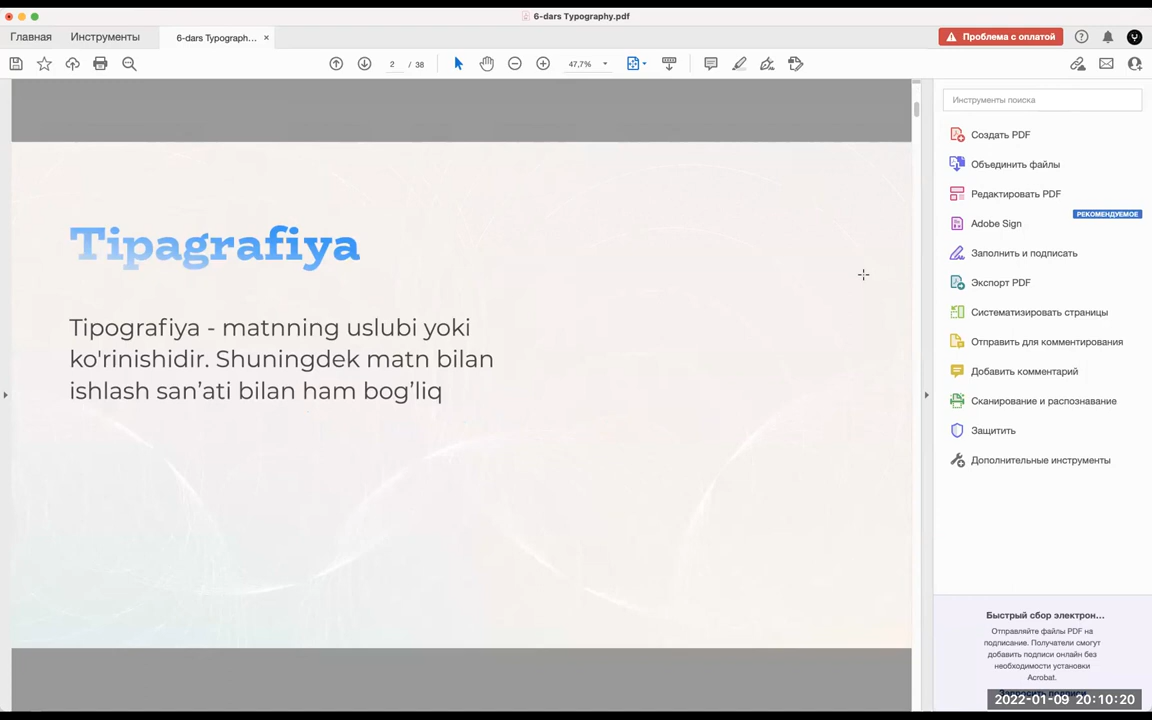 6-dars Typography.pdf
Главная
Инструменты
6-dars Typograph... ×
Проблема с оплатой
2 / 38
47,7%
Инструменты поиска
Создать PDF
Объединить файлы
Редактировать PDF
РЕКОМЕНДУЕМОЕ
Adobe Sign
Заполнить и подписать
Экспорт PDF
Систематизировать страницы
Отправить для комментирования
Добавить комментарий
Сканирование и распознавание
Защитить
Дополнительные инструменты
Tipagrafiya
Tipografiya - matnning uslubi yoki
ko'rinishidir. Shuningdek matn bilan
ishlash san’ati bilan ham bog’liq
Быстрый сбор электрон...
Отправляйте файлы PDF на
подписание. Получатели смогут
добавить подписи онлайн без
необходимости установки
Acrobat.
2022-01-09 20:10:20